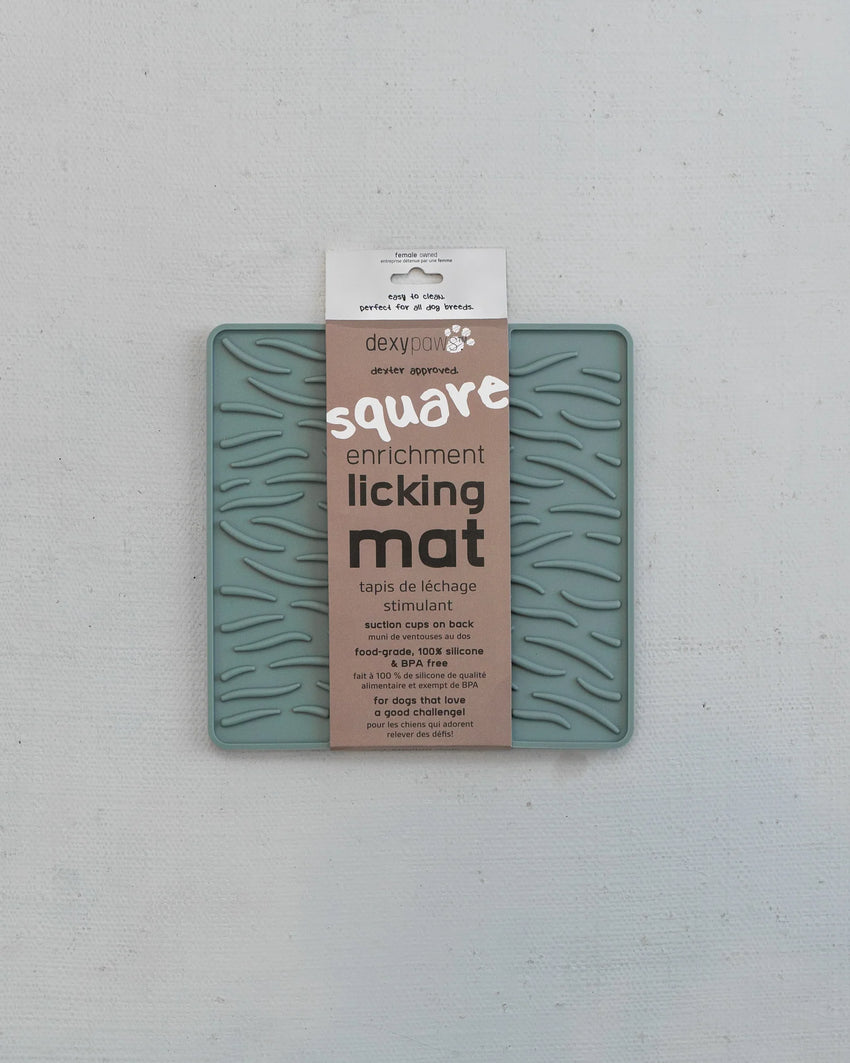 female owned
entreprise détenue par une femme
easy to clean.
perfect for all dog breeds.
dexypaws
dexter approved.
square
enrichment
licking
mat
tapis de léchage
stimulant
suction cups on back
muni de ventouses au dos
food-grade, 100% silicone
& BPA free
fait à 100 % de silicone de qualité
alimentaire et exempt de BPA
for dogs that love
a good challenge!
pour les chiens qui adorent
relever des défis!